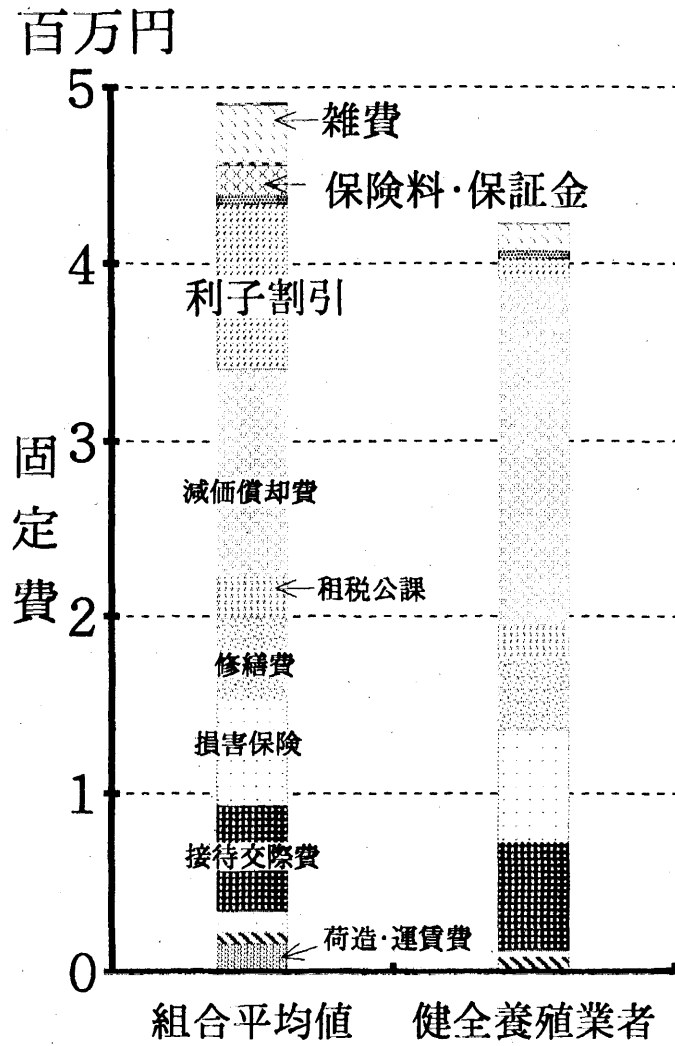 百万円
5
雑費
保険料・保証金
4
利子割引
3
固定費
減価償却費
租税公課
2
修繕費
損害保険
1
接待交際費
荷造・運賃費
0
組合平均値
健全養殖業者